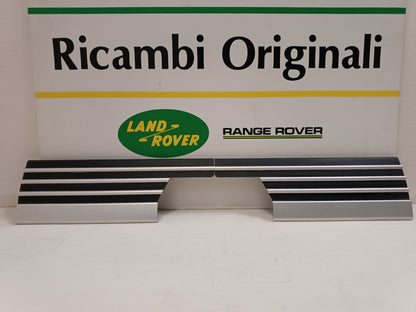 Ricambi Originali
LAND ROVER
RANGE ROVER